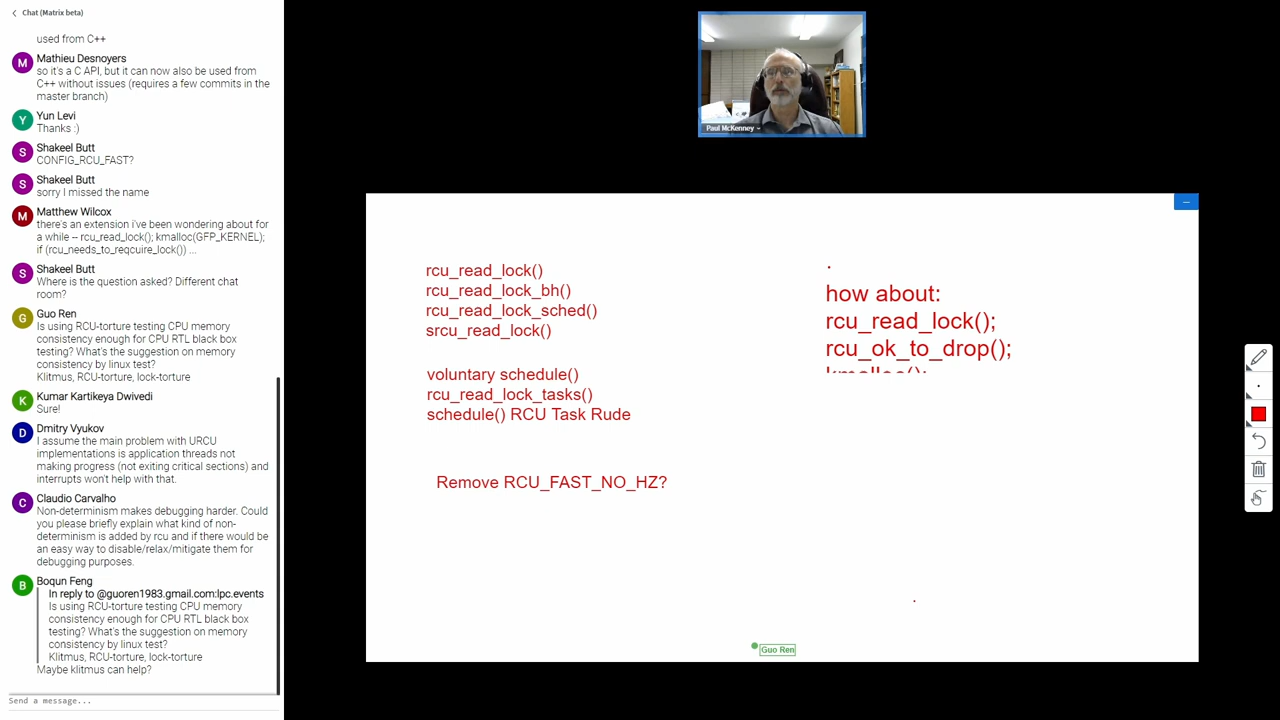 Chat (Matrix beta)
used from C++
Mathieu Desnoyers
so it's a C API, but it can now also be used from
C++ without issues (requires a few commits in the
master branch)
Yun Levi
Thanks :)
Shakeel Butt
CONFIG_RCU_FAST?
Shakeel Butt
sorry I missed the name
Matthew Wilcox
there's an extension i've been wondering about for
a while -- rcu_read_lock(); kmalloc(GFP_KERNEL);
if (rcu_needs_to_reqcuire_lock()) ...
Shakeel Butt
Where is the question asked? Different chat
room?
Guo Ren
Is using RCU-torture testing CPU memory
consistency enough for CPU RTL black box
testing? What's the suggestion on memory
consistency by linux test?
Klitmus, RCU-torture, lock-torture
Kumar Kartikeya Dwivedi
Sure!
Dmitry Vyukov
I assume the main problem with URCU
implementations is application threads not
making progress (not exiting critical sections) and
interrupts won't help with that.
Claudio Carvalho
Non-determinism makes debugging harder. Could
you please briefly explain what kind of non-
determinism is added by rcu and if there would be
an easy way to disable/relax/mitigate them for
debugging purposes.
Boqun Feng
In reply to @guoren1983.gmail.com:lpc.events
Is using RCU-torture testing CPU memory
consistency enough for CPU RTL black box
testing? What's the suggestion on memory
consistency by linux test?
Klitmus, RCU-torture, lock-torture
Maybe klitmus can help?
Send a message...
M
Y
S
S
M
S
G
K
D
C
B
Paul McKenney
rcu_read_lock()
rcu_read_lock_bh()
rcu_read_lock_sched()
srcu_read_lock()
voluntary schedule()
rcu_read_lock_tasks()
schedule() RCU Task Rude
Remove RCU_FAST_NO_HZ?
how about:
rcu_read_lock();
rcu_ok_to_drop();
kmalloc();
Guo Ren